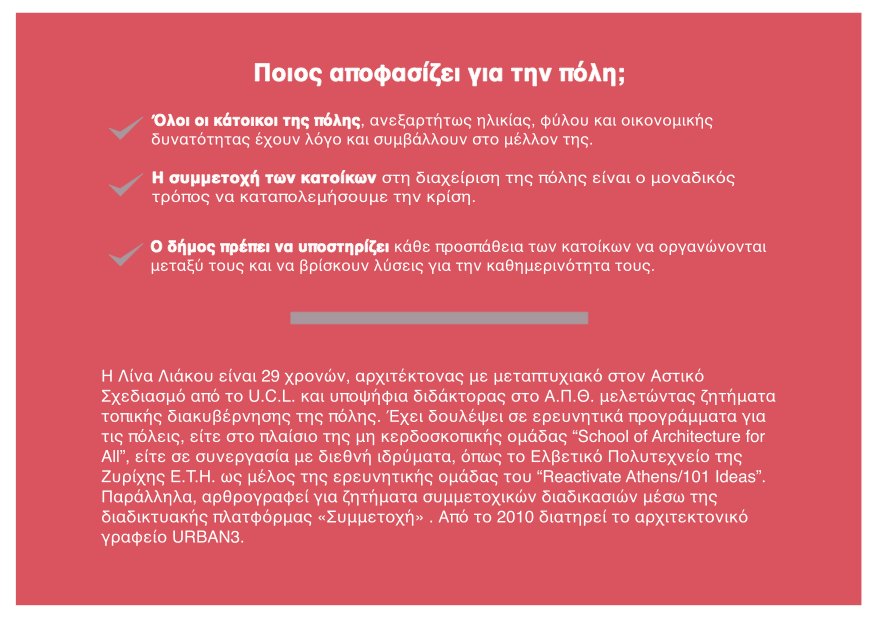 Ποιος αποφασίζει για την πόλη;
Όλοι οι κάτοικοι της πόλης, ανεξαρτήτως ηλικίας, φύλου και οικονομικής
δυνατότητας έχουν λόγο και συμβάλλουν στο μέλλον της.
Η συμμετοχή των κατοίκων στη διαχείριση της πόλης είναι ο μοναδικός
τρόπος να καταπολεμήσουμε την κρίση.
Ο δήμος πρέπει να υποστηρίζει κάθε προσπάθεια των κατοίκων να οργανώνονται
μεταξύ τους και να βρίσκουν λύσεις για την καθημερινότητα τους.
Η Λίνα Λιάκου είναι 29 χρονών, αρχιτέκτονας με μεταπτυχιακό στον Αστικό
Σχεδιασμό από το U.C.L. και υποψήφια διδάκτορας στο Α.Π.Θ. μελετώντας ζητήματα
τοπικής διακυβέρνησης της πόλης. Έχει δουλέψει σε ερευνητικά προγράμματα για
τις πόλεις, είτε στο πλαίσιο της μη κερδοσκοπικής ομάδας “School of Architecture for
All”, είτε σε συνεργασία με διεθνή ιδρύματα, όπως το Ελβετικό Πολυτεχνείο της
Ζυρίχης Ε.Τ.Η. ως μέλος της ερευνητικής ομάδας του “Reactivate Athens/101 Ideas”.
Παράλληλα, αρθρογραφεί για ζητήματα συμμετοχικών διαδικασιών μέσω της
διαδικτυακής πλατφόρμας «Συμμετοχή» . Από το 2010 διατηρεί το αρχιτεκτονικό
γραφείο URBAN3.